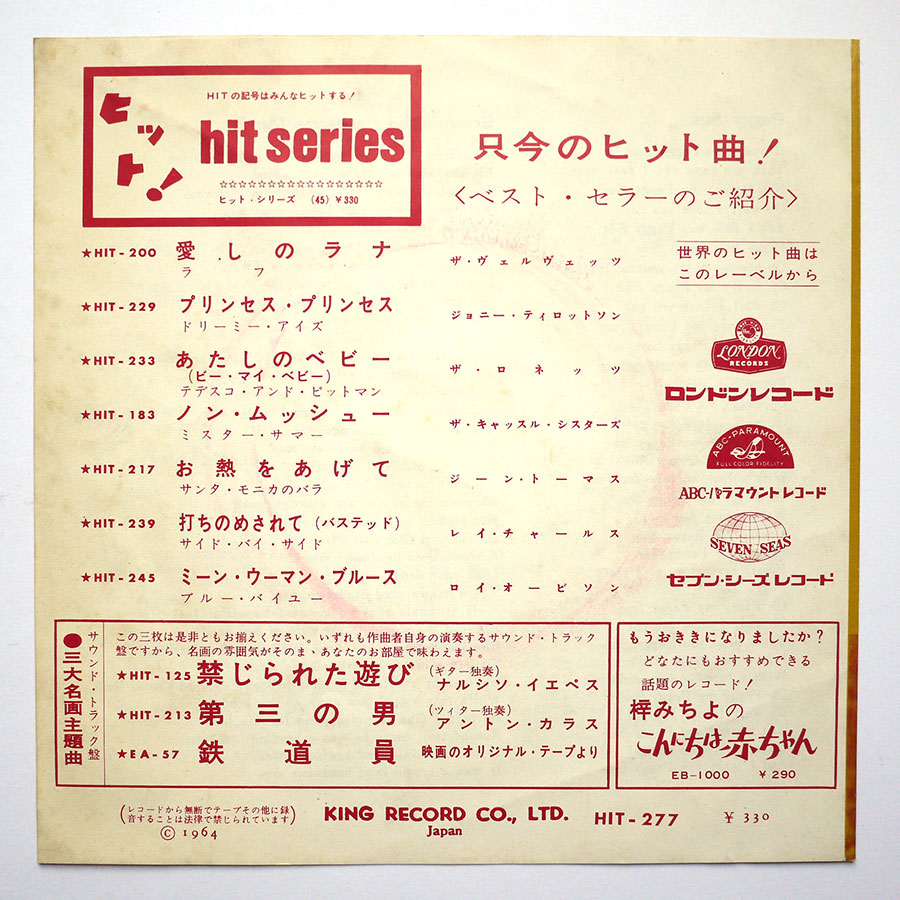 ヒット!
HITの記号はみんなヒットする!
hit series
☆☆☆☆☆☆☆☆☆☆☆☆☆☆☆☆☆
ヒット・シリーズ (45) ¥330
只今のヒット曲!
〈ベスト・セラーのご紹介〉
★HIT-200 愛しのラナ ザ・ヴェルヴェッツ
ラフ
★HIT-229 プリンセス・プリンセス ジョニー・ティロットソン
ドリーミー・アイズ
★HIT-233 あたしのベビー ザ・ロネッツ
(ビー・マイ・ベビー)
テデスコ・アンド・ピットマン
★HIT-183 ノン・ムッシュー ザ・キャッスル・シスターズ
ミスター・サマー
★HIT-217 お熱をあげて ジーン・トーマス
サンタ・モニカのバラ
★HIT-239 打ちのめされて (バステッド) レイ・チャールス
サイド・バイ・サイド
★HIT-245 ミーン・ウーマン・ブルース ロイ・オービソン
ブルー・バイユー
世界のヒット曲は
このレーベルから
LONDON
RECORDS
ロンドンレコード
ABC-PARAMOUNT
FULL COLOR FIDELITY
ABC-パラマウントレコード
SEVEN SEAS
セブン・シーズレコード
サウンド・トラック盤
●三大名画主題曲
この三枚は是非ともお揃えください。いずれも作曲者自身の演奏するサウンド・トラック
盤ですから、名画の雰囲気がそのまゝあなたのお部屋で味わえます。
★HIT-125 禁じられた遊び (ギター独奏) ナルシソ・イエペス
★HIT-213 第三の男 (ツィター独奏) アントン・カラス
★EA-57 鉄道員 映画のオリジナル・テープより
もうおききになりましたか?
どなたにもおすすめできる
話題のレコード!
梓みちよの
こんにちは赤ちゃん
EB-1000 ¥290
(レコードから無断でテープその他に録
音することは法律で禁じられています)
© 1964
KING RECORD CO., LTD.
Japan
HIT-277 ¥330